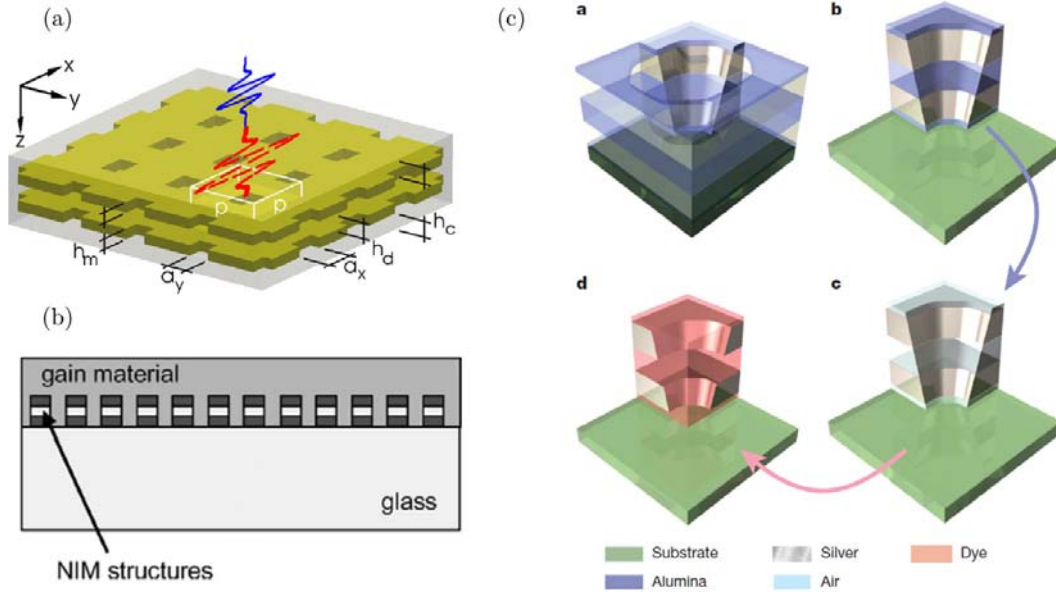 (a)
x
y
z
p
p
h_m
a_y
a_x
h_d
h_c
(b)
gain material
glass
NIM structures
(c)
a
b
d
c
Substrate
Silver
Dye
Alumina
Air